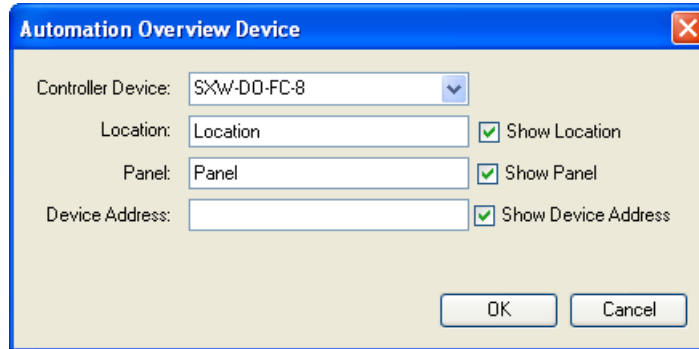 Automation Overview Device
Controller Device: SXW-DO-FC-8
Location: Location Show Location
Panel: Panel Show Panel
Device Address: Show Device Address
OK Cancel